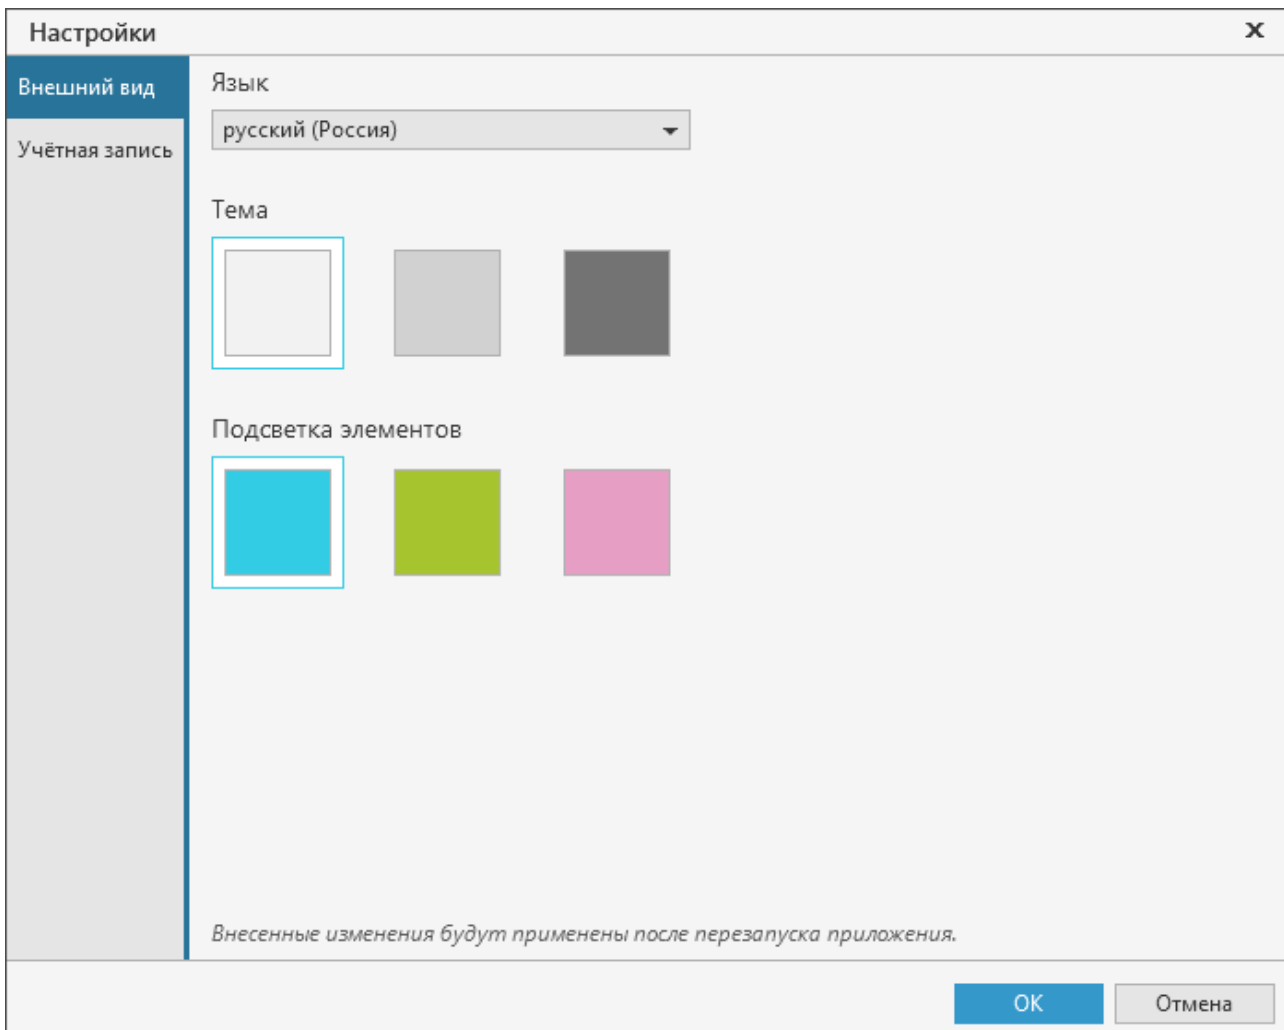 Настройки
x
Внешний вид
Учётная запись
Язык
русский (Россия)
Тема
Подсветка элементов
Внесенные изменения будут применены после перезапуска приложения.
OK
Отмена